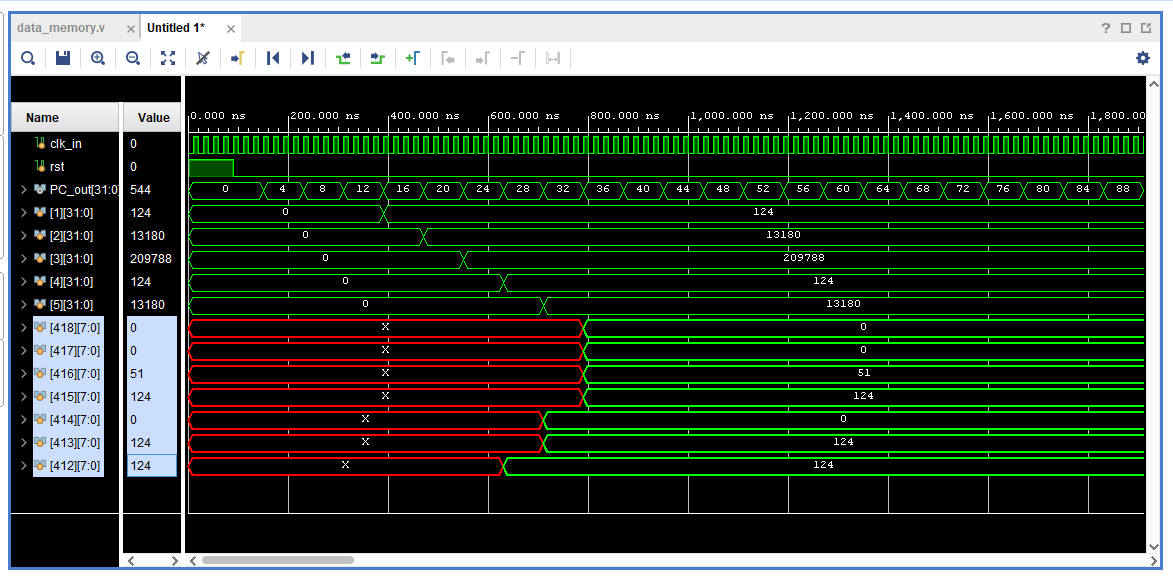 data_memory.v × Untitled 1* ×
Name Value 0.000 ns 200.000 ns 400.000 ns 600.000 ns 800.000 ns 1,000.000 ns 1,200.000 ns 1,400.000 ns 1,600.000 ns 1,800.00
clk_in 0
rst 0
PC_out[31:0] 544 0 4 8 12 16 20 24 28 32 36 40 44 48 52 56 60 64 68 72 76 80 84 88
[1][31:0] 124 0 124
[2][31:0] 13180 0 13180
[3][31:0] 209788 0 209788
[4][31:0] 124 0 124
[5][31:0] 13180 0 13180
[418][7:0] 0 X 0
[417][7:0] 0 X 0
[416][7:0] 51 X 51
[415][7:0] 124 X 124
[414][7:0] 0 X 0
[413][7:0] 124 X 124
[412][7:0] 124 X 124